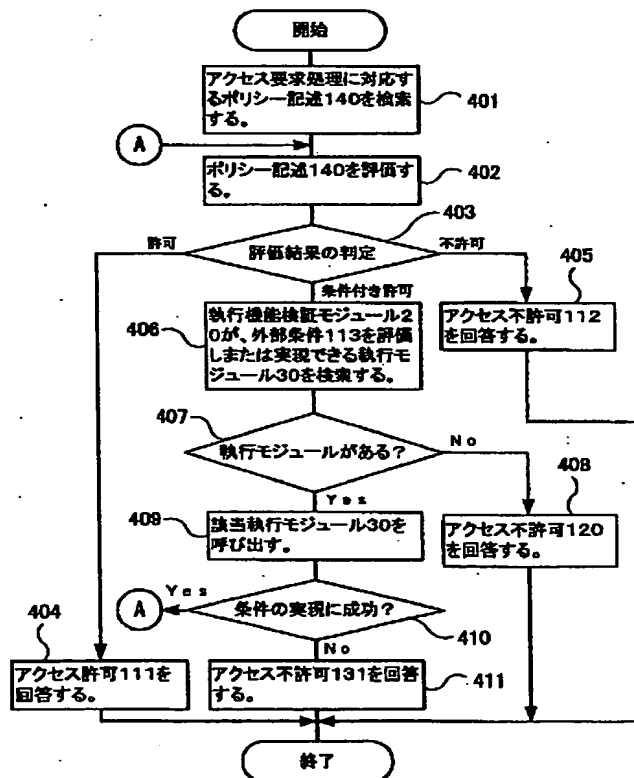 開始
アクセス要求処理に対応す
るポリシー記述140を検索
する。
401
A
ポリシー記述140を評価す
る。
402
403
許可
評価結果の判定
不許可
405
条件付き許可
406
執行機能検証モジュール2
0が、外部条件113を評価
しまたは実現できる執行モ
ジュール30を検索する。
アクセス不許可112
を回答する。
407
執行モジュールがある?
No
Yes
408
409
該当執行モジュール30を
呼び出す。
アクセス不許可120
を回答する。
Yes
A
条件の実現に成功?
410
404
No
アクセス許可111を
回答する。
アクセス不許可131を回答
する。
411
終了